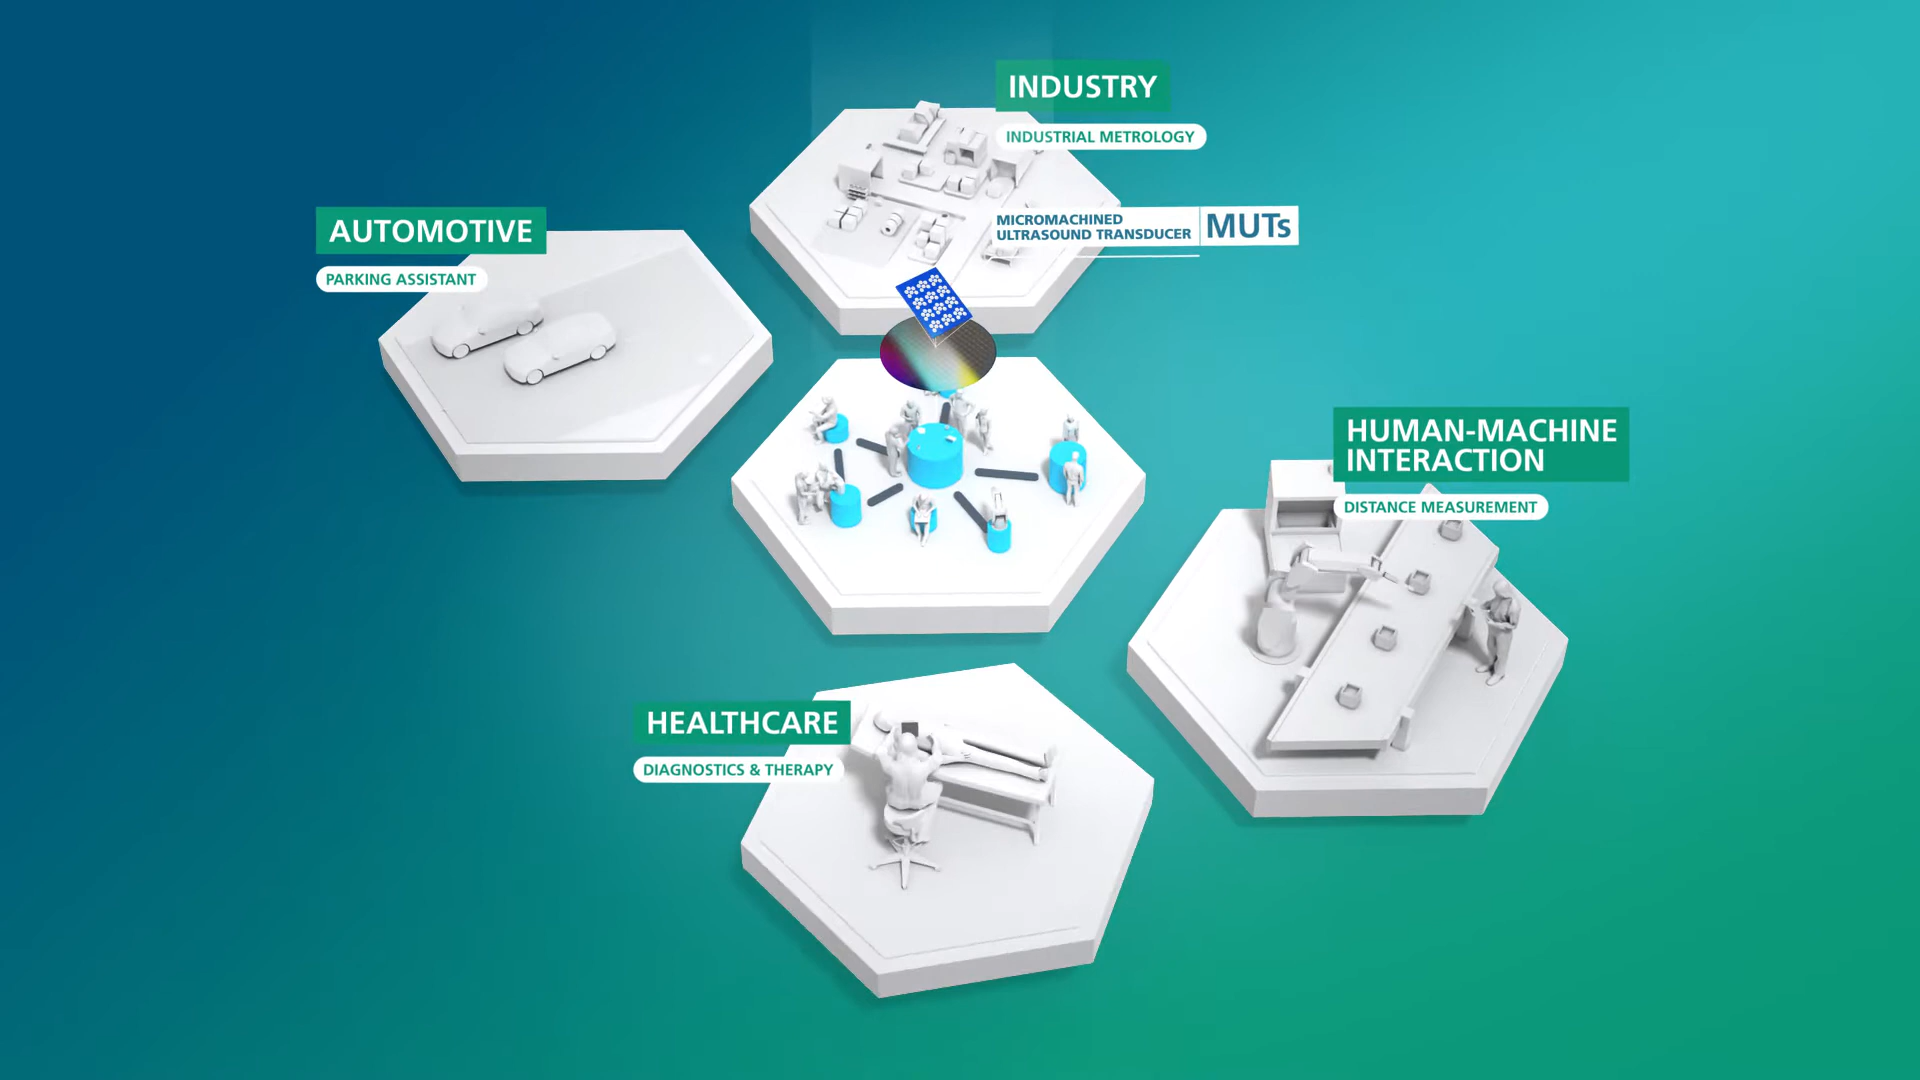 INDUSTRY
INDUSTRIAL METROLOGY
AUTOMOTIVE
PARKING ASSISTANT
MICROMACHINED
ULTRASOUND TRANSDUCER
MUTs
HUMAN-MACHINE
INTERACTION
DISTANCE MEASUREMENT
HEALTHCARE
DIAGNOSTICS & THERAPY